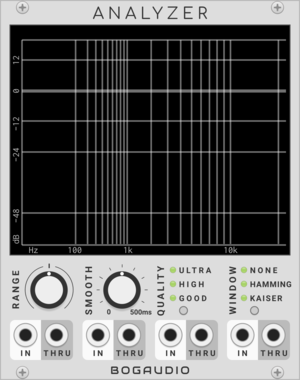 ANALYZER
12
0
-12
-24
-48
dB
Hz 100 1k 10k
RANGE
SMOOTH
0 500ms
QUALITY
ULTRA
HIGH
GOOD
WINDOW
NONE
HAMMING
KAISER
IN THRU IN THRU IN THRU IN THRU
BOGAUDIO